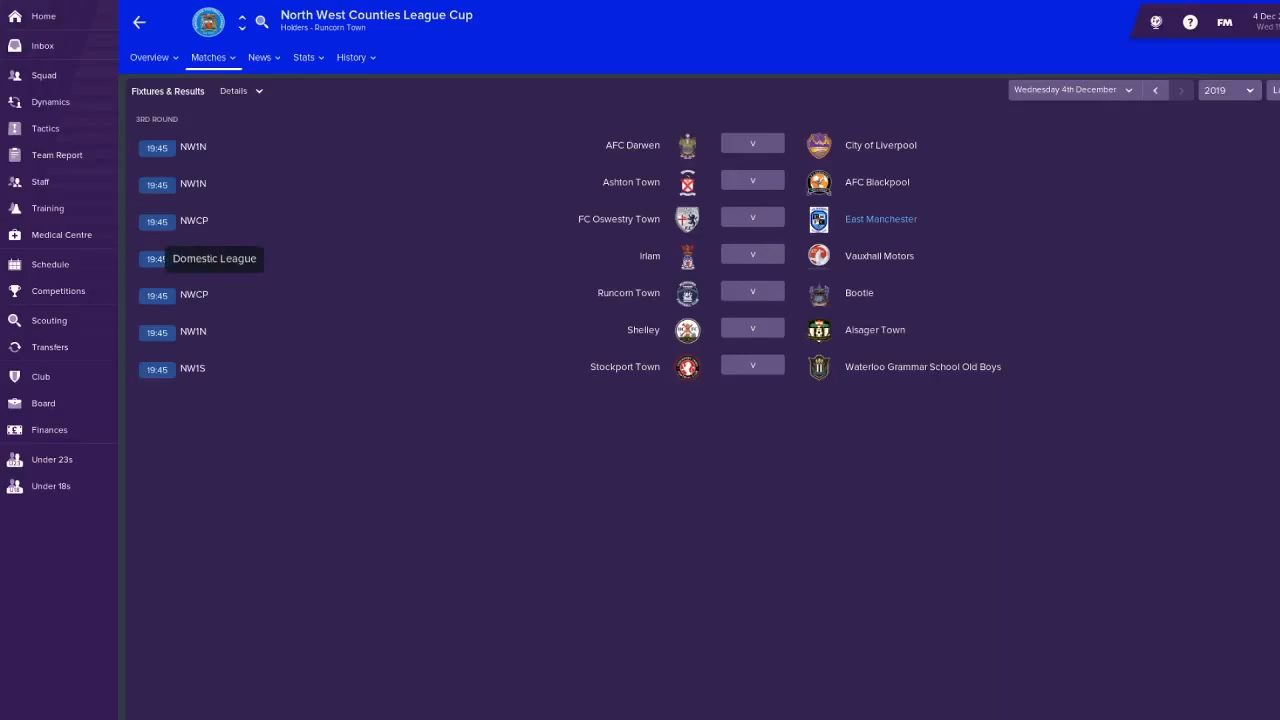 Home
Inbox
Squad
Dynamics
Tactics
Team Report
Staff
Training
Medical Centre
Schedule
Competitions
Scouting
Transfers
Club
Board
Finances
Under 23s
Under 18s
North West Counties League Cup
Holders - Runcorn Town
FM
4 Dec
Wed
Overview
Matches
News
Stats
History
Fixtures & Results
Details
Wednesday 4th December
2019
3RD ROUND
19:45 NW1N AFC Darwen v City of Liverpool
19:45 NW1N Ashton Town v AFC Blackpool
19:45 NWCP FC Oswestry Town v East Manchester
19:45 Domestic League Irlam v Vauxhall Motors
19:45 NWCP Runcorn Town v Bootle
19:45 NW1N Shelley v Alsager Town
19:45 NW1S Stockport Town v Waterloo Grammar School Old Boys